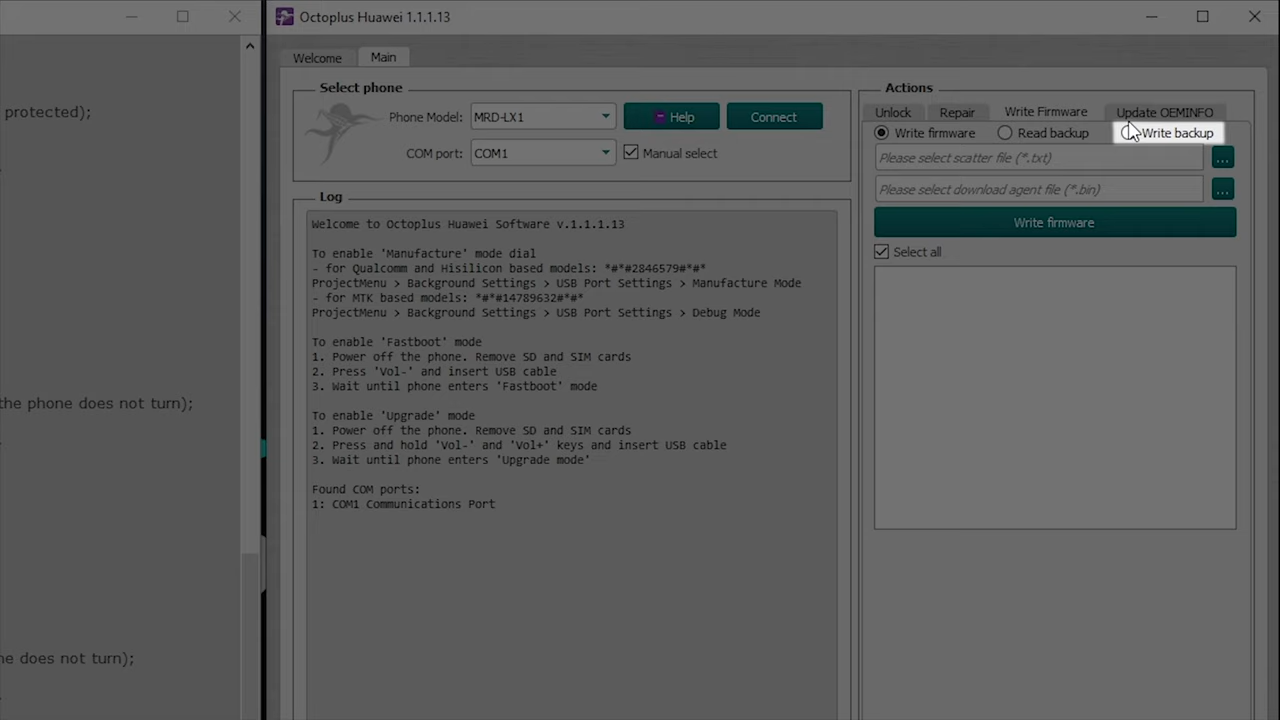 protected);
the phone does not turn);
ne does not turn);
Octoplus Huawei 1.1.1.13
Welcome
Main
Select phone
Phone Model:
MRD-LX1
Help
Connect
COM port:
COM1
Manual select
Log
Welcome to Octoplus Huawei Software v.1.1.1.13
To enable 'Manufacture' mode dial
- for Qualcomm and Hisilicon based models: *#*#2846579#*#*
ProjectMenu > Background Settings > USB Port Settings > Manufacture Mode
- for MTK based models: *#*#14789632#*#*
ProjectMenu > Background Settings > USB Port Settings > Debug Mode
To enable 'Fastboot' mode
1. Power off the phone. Remove SD and SIM cards
2. Press 'Vol-' and insert USB cable
3. Wait until phone enters 'Fastboot' mode
To enable 'Upgrade' mode
1. Power off the phone. Remove SD and SIM cards
2. Press and hold 'Vol-' and 'Vol+' keys and insert USB cable
3. Wait until phone enters 'Upgrade mode'
Found COM ports:
1: COM1 Communications Port
Actions
Unlock
Repair
Write Firmware
Update OEMINFO
Write firmware
Read backup
Write backup
Please select scatter file (*.txt)
...
Please select download agent file (*.bin)
...
Write firmware
Select all